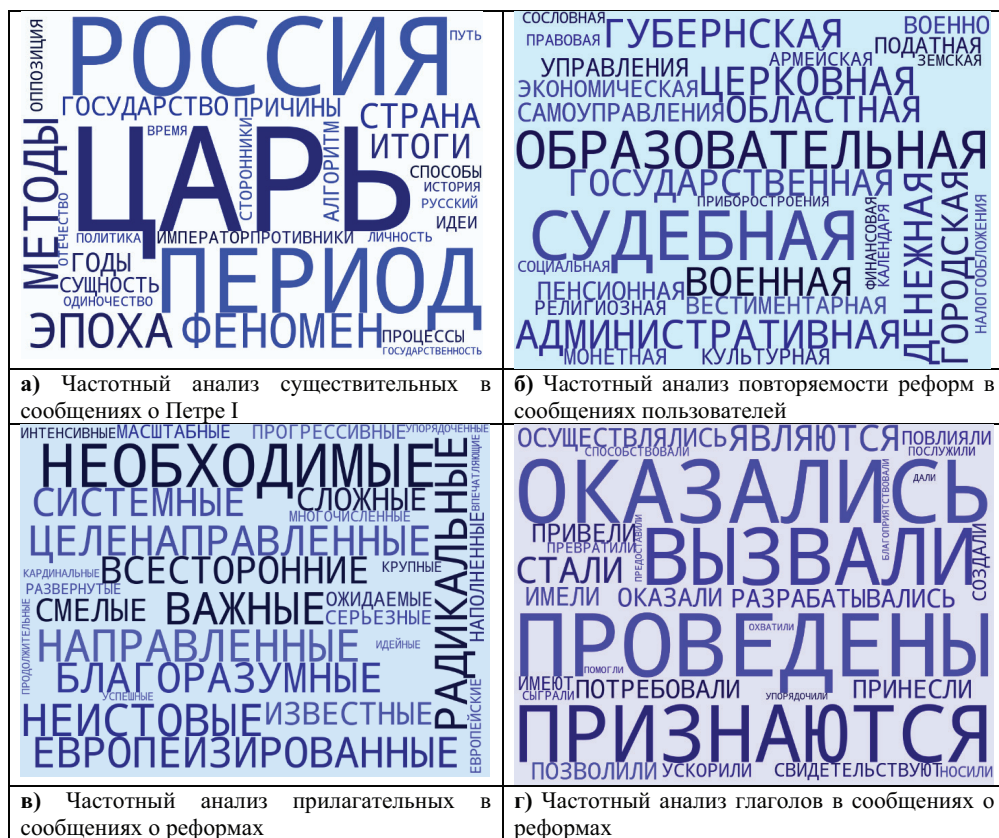 РОССИЯ
ПУТЬ
ОППОЗИЦИЯ
ГОСУДАРСТВО ПРИЧИНЫ
СТРАНА
ВРЕМЯ
ЦАРЬ
СТОРОННИКИ
АЛГОРИТМ
ИТОГИ
МЕТОДЫ
ОТЕЧЕСТВО
СПОСОБЫ
ИСТОРИЯ
РУССКИЙ
ИДЕИ
ПОЛИТИКА ИМПЕРАТОР ПРОТИВНИКИ ЛИЧНОСТЬ
ГОДЫ
СУЩНОСТЬ
ОДИНОЧЕСТВО
ПЕРИОД
ЭПОХА ФЕНОМЕН
ПРОЦЕССЫ
ГОСУДАРСТВЕННОСТЬ
а) Частотный анализ существительных в
сообщениях о Петре I
СОСЛОВНАЯ
ПРАВОВАЯ
ГУБЕРНСКАЯ
ВОЕННО
ПОДАТНАЯ
АРМЕЙСКАЯ
ЗЕМСКАЯ
УПРАВЛЕНИЯ
ЭКОНОМИЧЕСКАЯ
ЦЕРКОВНАЯ
САМОУПРАВЛЕНИЯ
ОБЛАСТНАЯ
ОБРАЗОВАТЕЛЬНАЯ
ГОСУДАРСТВЕННАЯ
ПРИБОРОСТРОЕНИЯ
СУДЕБНАЯ
ФИНАНСОВАЯ
КАЛЕНДАРЯ
ДЕНЕЖНАЯ
ГОРОДСКАЯ
НАЛОГООБЛОЖЕНИЯ
СОЦИАЛЬНАЯ
ПЕНСИОННАЯ
ВОЕННАЯ
РЕЛИГИОЗНАЯ
ВЕСТИМЕНТАРНАЯ
АДМИНИСТРАТИВНАЯ
МОНЕТНАЯ
КУЛЬТУРНАЯ
б) Частотный анализ повторяемости реформ в
сообщениях пользователей
ИНТЕНСИВНЫЕ МАСШТАБНЫЕ ПРОГРЕССИВНЫЕ УПОРЯДОЧЕННЫЕ
НЕОБХОДИМЫЕ
СИСТЕМНЫЕ
СЛОЖНЫЕ
МНОГОЧИСЛЕННЫЕ
ЦЕЛЕНАПРАВЛЕННЫЕ
КАРДИНАЛЬНЫЕ
ВСЕСТОРОННИЕ
КРУПНЫЕ
РАЗВЕРНУТЫЕ
СМЕЛЫЕ
ВАЖНЫЕ
ОЖИДАЕМЫЕ
СЕРЬЕЗНЫЕ
РАДИКАЛЬНЫЕ
ВПЕЧАТЛЯЮЩИЕ
НАПОЛНЕННЫЕ
ПРОДОЛЖИТЕЛЬНЫЕ
НАПРАВЛЕННЫЕ
ИДЕЙНЫЕ
БЛАГОРАЗУМНЫЕ
УСПЕШНЫЕ
НЕИСТОВЫЕ
ИЗВЕСТНЫЕ
ЕВРОПЕИЗИРОВАННЫЕ
ЕВРОПЕЙСКИЕ
в) Частотный анализ прилагательных в
сообщениях о реформах
ОСУЩЕСТВЛЯЛИСЬ
ЯВЛЯЮТСЯ
ПОВЛИЯЛИ
СПОСОБСТВОВАЛИ
ПОСЛУЖИЛИ
ОКАЗАЛИСЬ
БЛАГОПРИЯТСТВОВАЛИ
ДАЛИ
ПРИВЕЛИ
ПРЕВРАТИЛИ
ПРЕДОСТАВИЛИ
ВЫЗВАЛИ
СОЗДАЛИ
СТАЛИ
ИМЕЛИ
ОКАЗАЛИ
РАЗРАБАТЫВАЛИСЬ
ПРОВЕДЕНЫ
ОХВАТИЛИ
ПОМОГЛИ
ИМЕЮТ
СЫГРАЛИ
ПОТРЕБОВАЛИ
УПОРЯДОЧИЛИ
ПРИНЕСЛИ
ПРИЗНАЮТСЯ
ПОЗВОЛИЛИ
УСКОРИЛИ
СВИДЕТЕЛЬСТВУЮТ
НОСИЛИ
г) Частотный анализ глаголов в сообщениях о
реформах